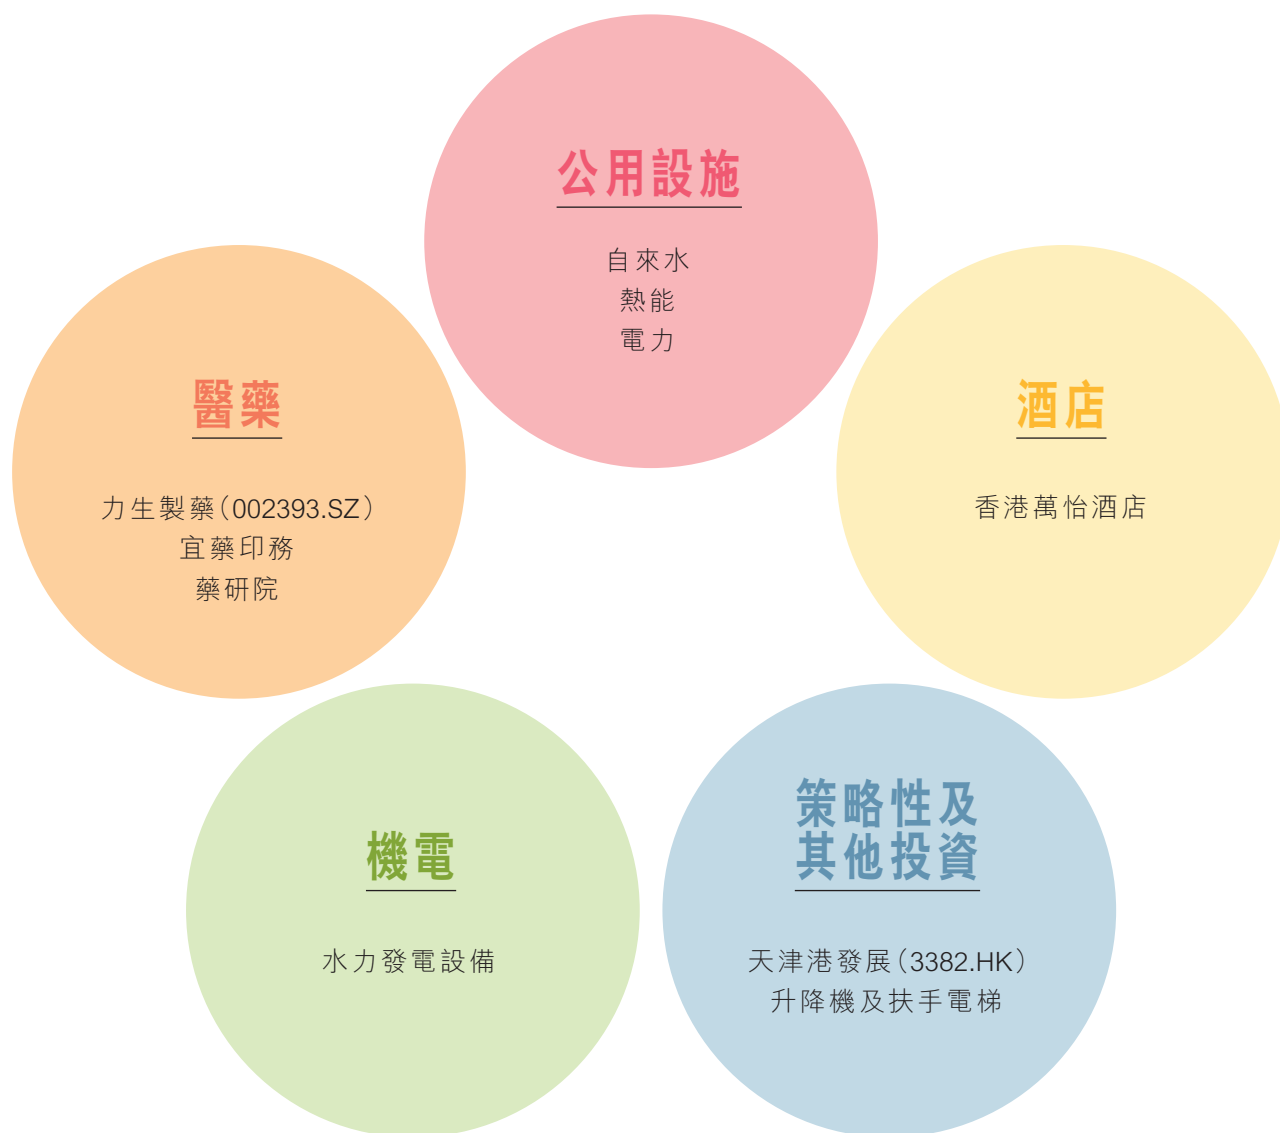 公用設施
自來水
熱能
電力
醫藥
力生製藥(002393.SZ)
宜藥印務
藥研院
酒店
香港萬怡酒店
機電
水力發電設備
策略性及
其他投資
天津港發展(3382.HK)
升降機及扶手電梯